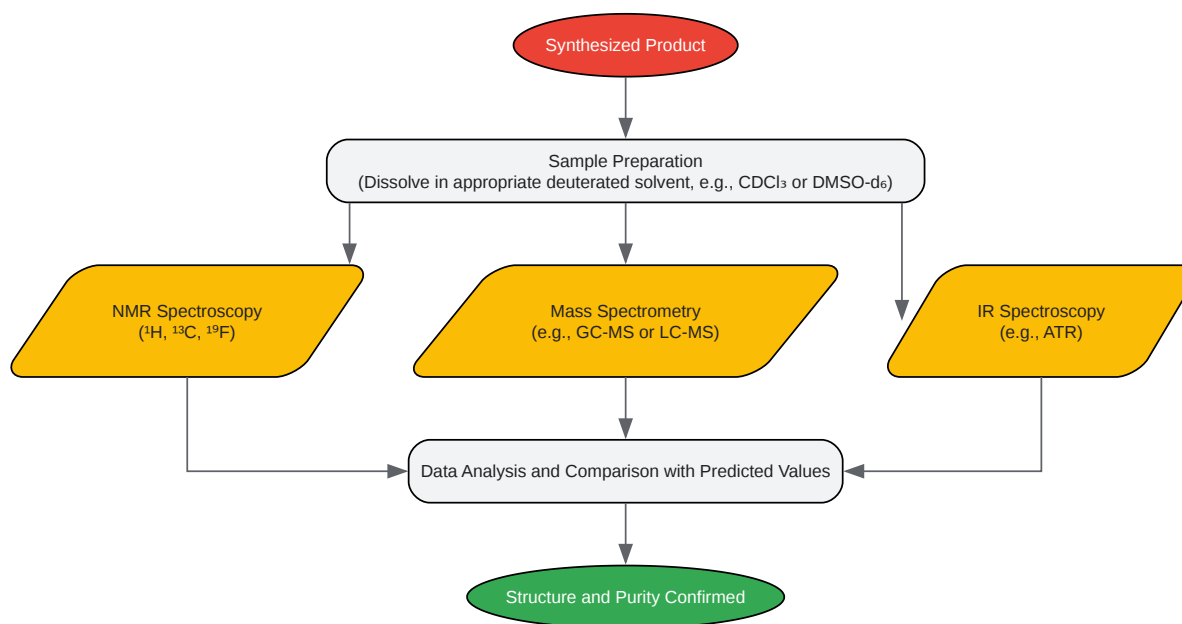 Synthesized Product
Sample Preparation
(Dissolve in appropriate deuterated solvent, e.g., CDCl₃ or DMSO-d₆)
NMR Spectroscopy
(¹H, ¹³C, ¹⁹F)
Mass Spectrometry
(e.g., GC-MS or LC-MS)
IR Spectroscopy
(e.g., ATR)
Data Analysis and Comparison with Predicted Values
Structure and Purity Confirmed